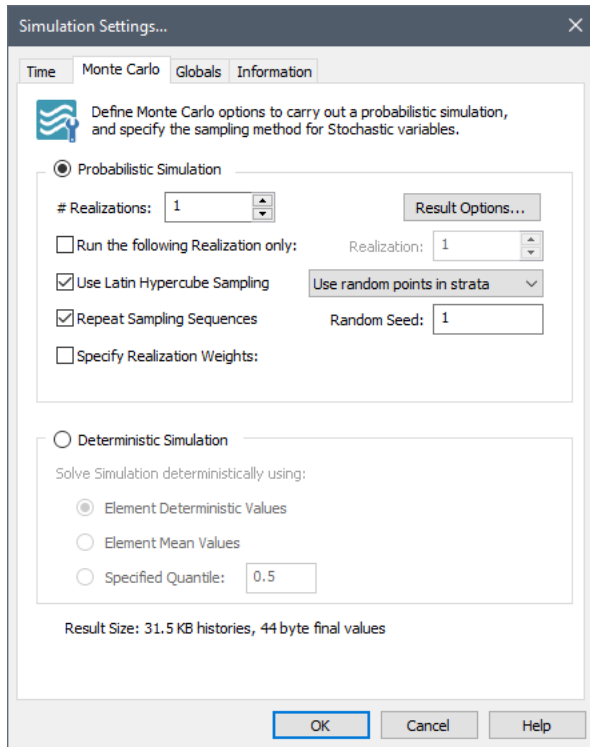 Simulation Settings...
Time Monte Carlo Globals Information
Define Monte Carlo options to carry out a probabilistic simulation,
and specify the sampling method for Stochastic variables.
Probabilistic Simulation
# Realizations: 1 Result Options...
Run the following Realization only: Realization: 1
Use Latin Hypercube Sampling Use random points in strata
Repeat Sampling Sequences Random Seed: 1
Specify Realization Weights:
Deterministic Simulation
Solve Simulation deterministically using:
Element Deterministic Values
Element Mean Values
Specified Quantile: 0.5
Result Size: 31.5 KB histories, 44 byte final values
OK Cancel Help